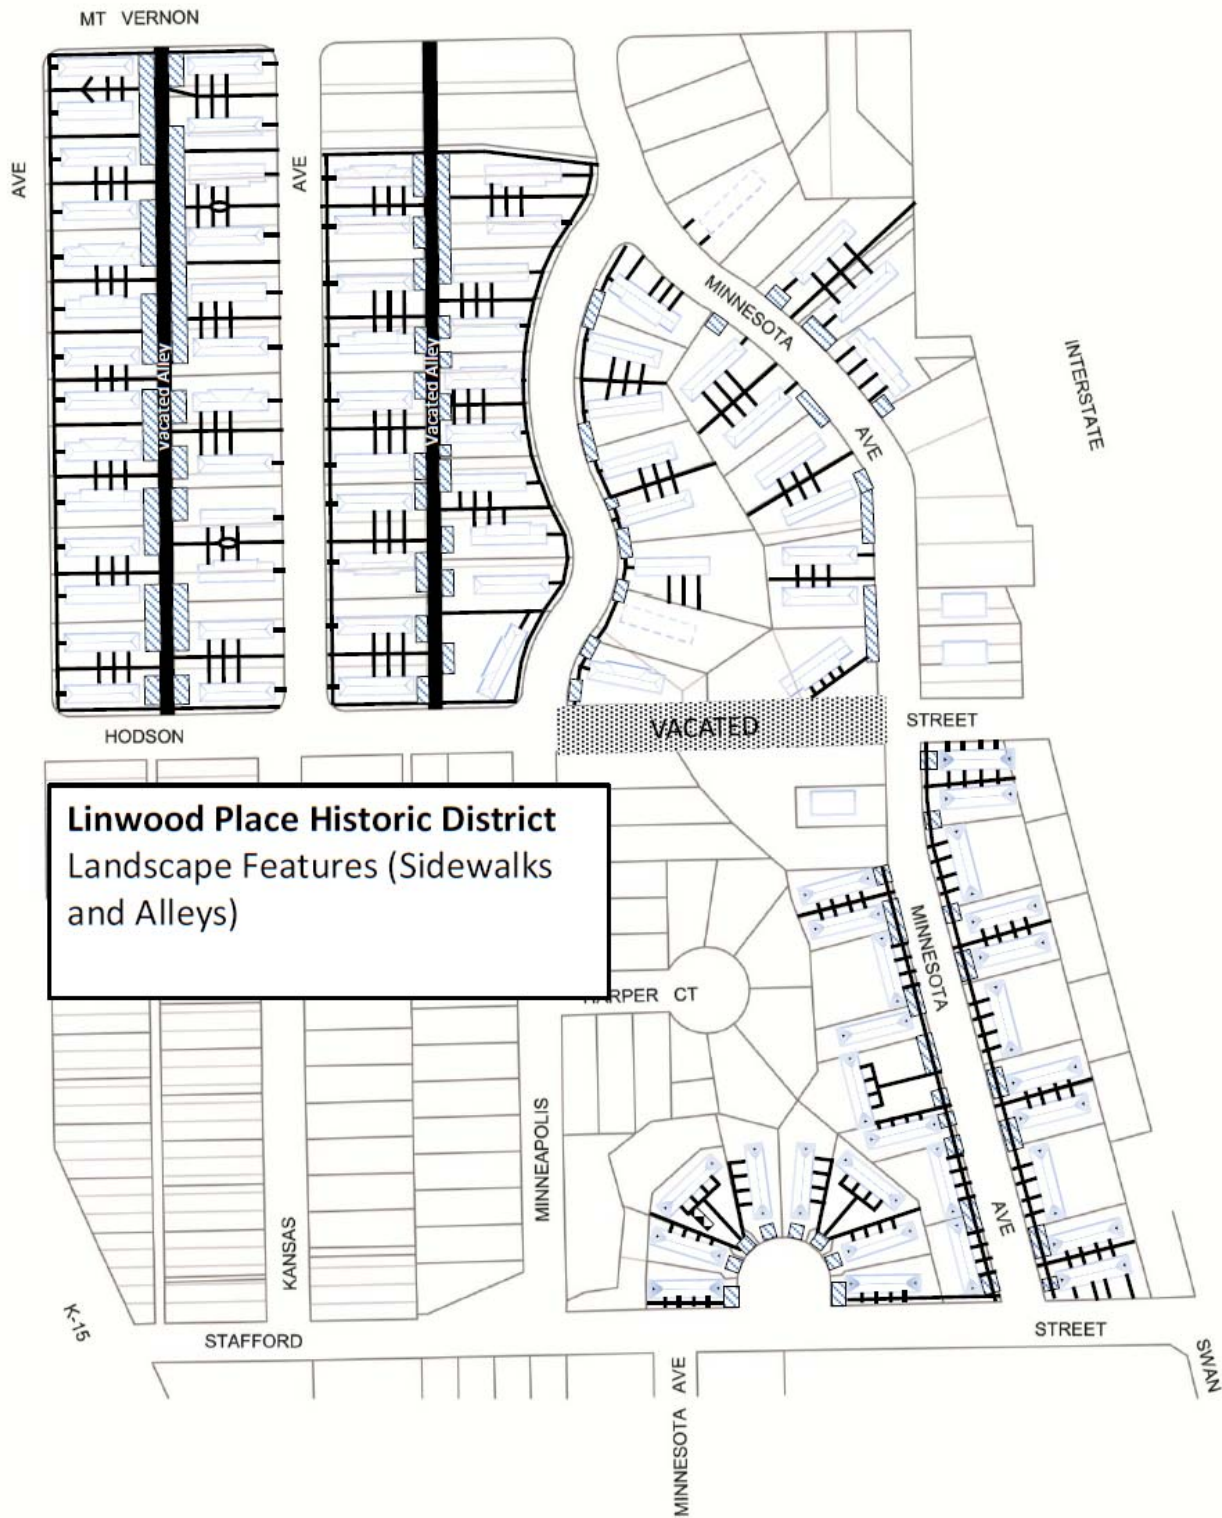 MT VERNON
AVE
AVE
MINNESOTA
INTERSTATE
Vacated Alley
Vacated Alley
AVE
VACATED
STREET
HODSON
Linwood Place Historic District
Landscape Features (Sidewalks
and Alleys)
MINNESOTA
HARPER CT
MINNEAPOLIS
AVE
KANSAS
K-15
STAFFORD
STREET
SWAN
MINNESOTA AVE